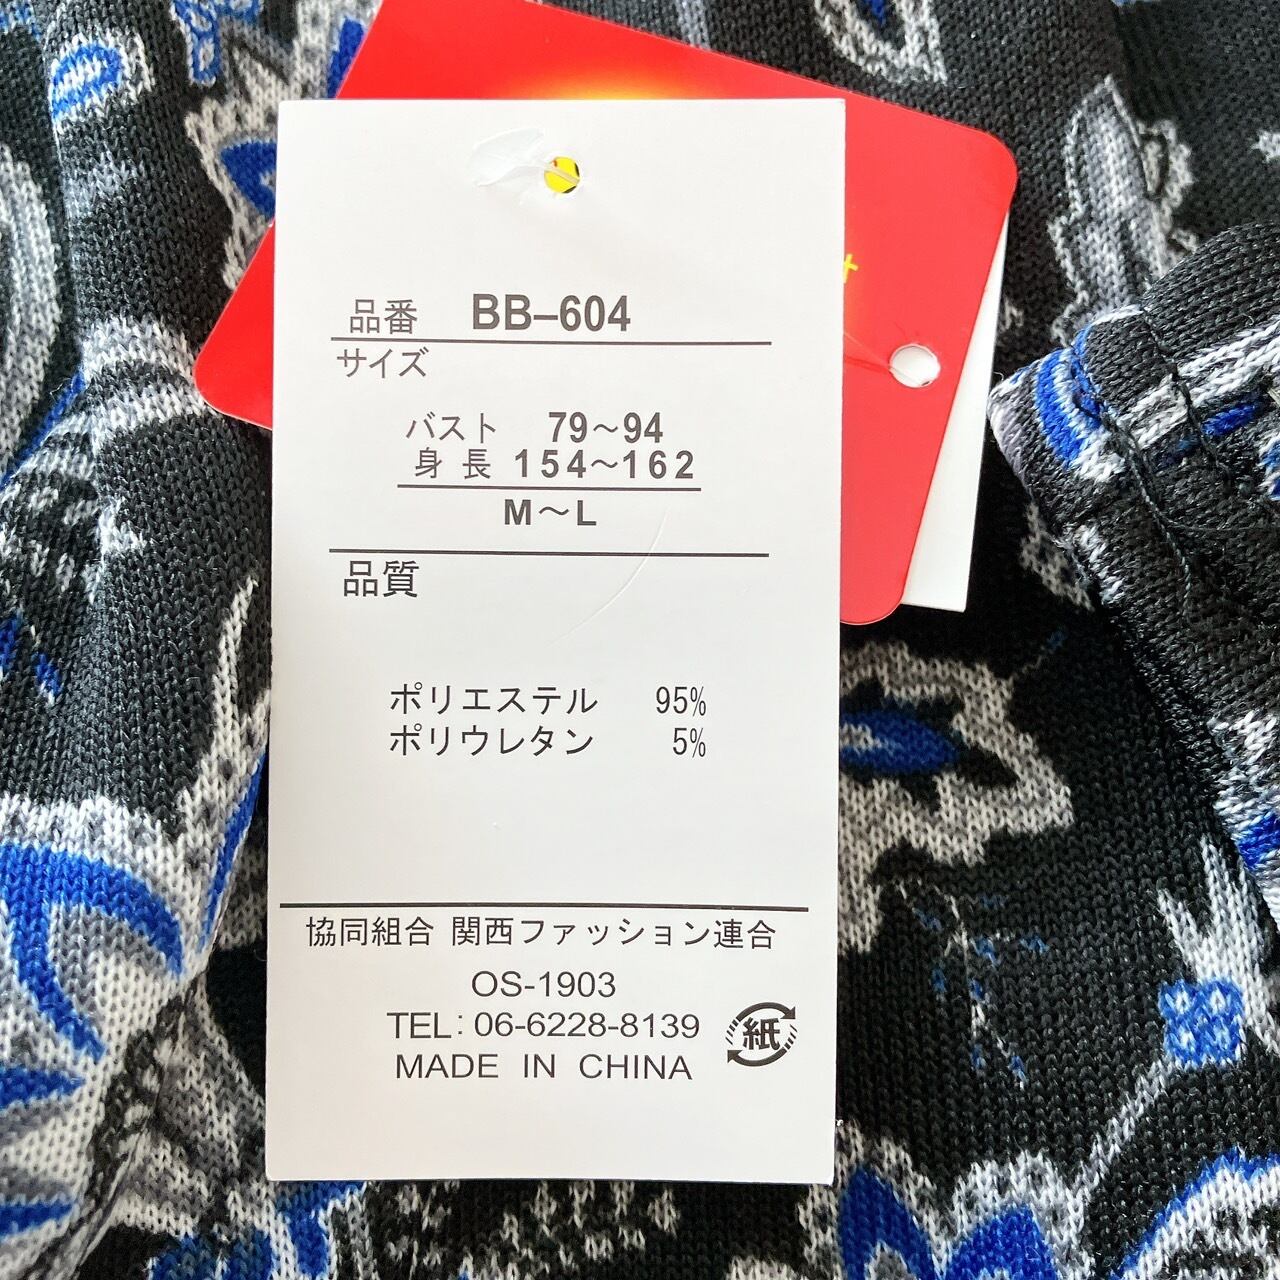 品番 BB–604
サイズ
バスト 79～94
身長 154～162
M～L
品質
ポリエステル 95%
ポリウレタン 5%
協同組合 関西ファッション連合
OS-1903
TEL: 06-6228-8139
紙
MADE IN CHINA